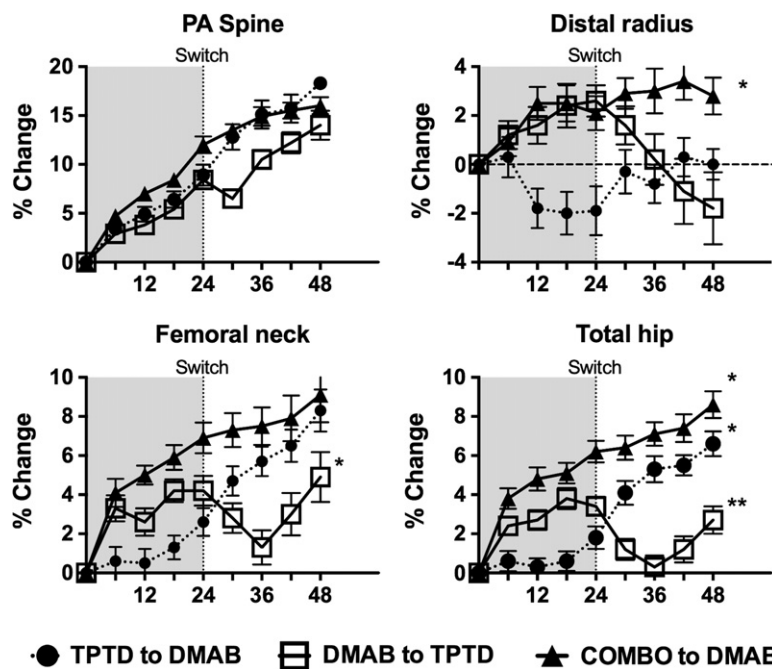 PA Spine
Switch
20
15
10
5
0
% Change
12 24 36 48
Distal radius
Switch
4
2
0
-2
-4
% Change
*
12 24 36 48
Femoral neck
Switch
10
8
6
4
2
0
% Change
*
12 24 36 48
Total hip
Switch
10
8
6
4
2
0
% Change
*
*
**
12 24 36 48
TPTD to DMAB DMAB to TPTD COMBO to DMAB